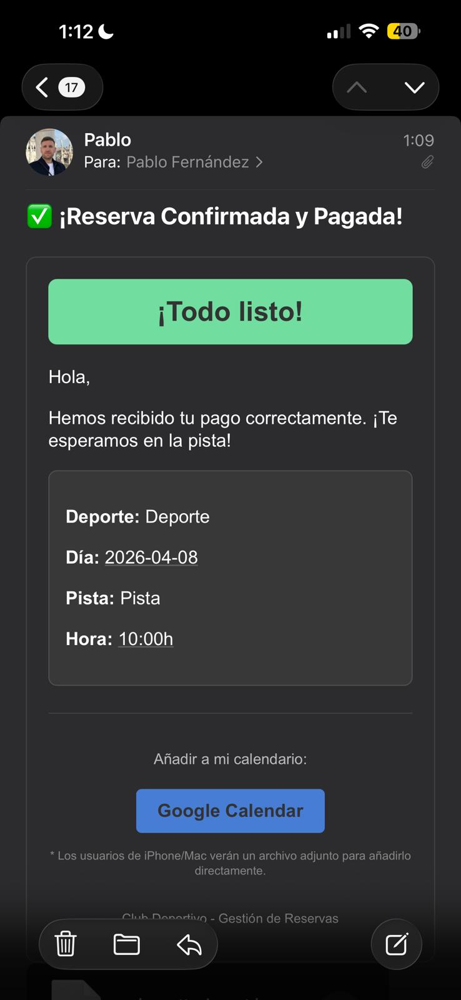 1:12
40
17
Pablo
1:09
Para: Pablo Fernández
✅ ¡Reserva Confirmada y Pagada!
¡Todo listo!
Hola,
Hemos recibido tu pago correctamente. ¡Te
esperamos en la pista!
Deporte: Deporte
Día: 2026-04-08
Pista: Pista
Hora: 10:00h
Añadir a mi calendario:
Google Calendar
* Los usuarios de iPhone/Mac verán un archivo adjunto para añadirlo
directamente.
Club Deportivo - Gestión de Reservas